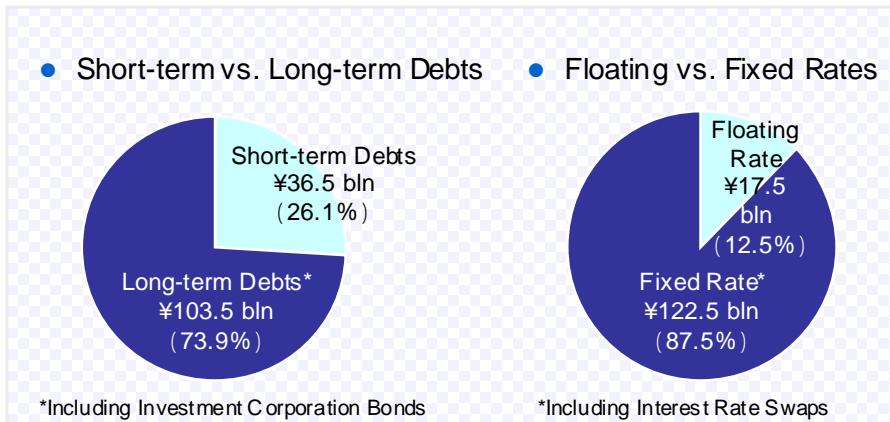 ● Short-term vs. Long-term Debts
Short-term Debts
¥36.5 bln
(26.1%)
Long-term Debts*
¥103.5 bln
(73.9%)
*Including Investment Corporation Bonds
● Floating vs. Fixed Rates
Floating
Rate
¥17.5
bln
(12.5%)
Fixed Rate*
¥122.5 bln
(87.5%)
*Including Interest Rate Swaps